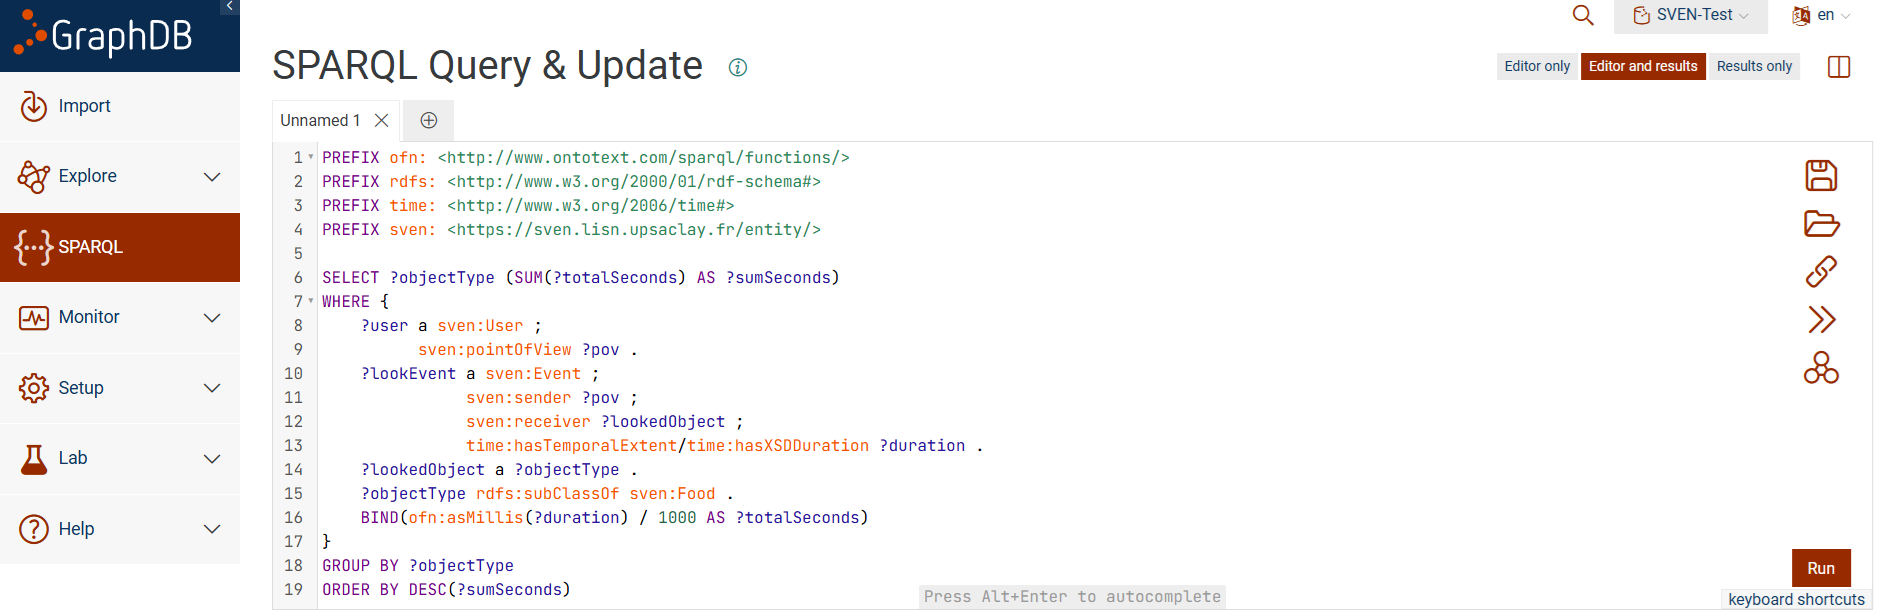 GraphDB
SVEN-Test
en
SPARQL Query & Update
Editor only
Editor and results
Results only
Import
Explore
SPARQL
Monitor
Setup
Lab
Help
Unnamed 1
1 PREFIX ofn: <http://www.ontotext.com/sparql/functions/>
2 PREFIX rdfs: <http://www.w3.org/2000/01/rdf-schema#>
3 PREFIX time: <http://www.w3.org/2006/time#>
4 PREFIX sven: <https://sven.lisn.upsaclay.fr/entity/>
5
6 SELECT ?objectType (SUM(?totalSeconds) AS ?sumSeconds)
7 WHERE {
8 ?user a sven:User ;
9 sven:pointOfView ?pov .
10 ?lookEvent a sven:Event ;
11 sven:sender ?pov ;
12 sven:receiver ?lookedObject ;
13 time:hasTemporalExtent/time:hasXSDDuration ?duration .
14 ?lookedObject a ?objectType .
15 ?objectType rdfs:subClassOf sven:Food .
16 BIND(ofn:asMillis(?duration) / 1000 AS ?totalSeconds)
17 }
18 GROUP BY ?objectType
19 ORDER BY DESC(?sumSeconds)
Press Alt+Enter to autocomplete
Run
keyboard shortcuts